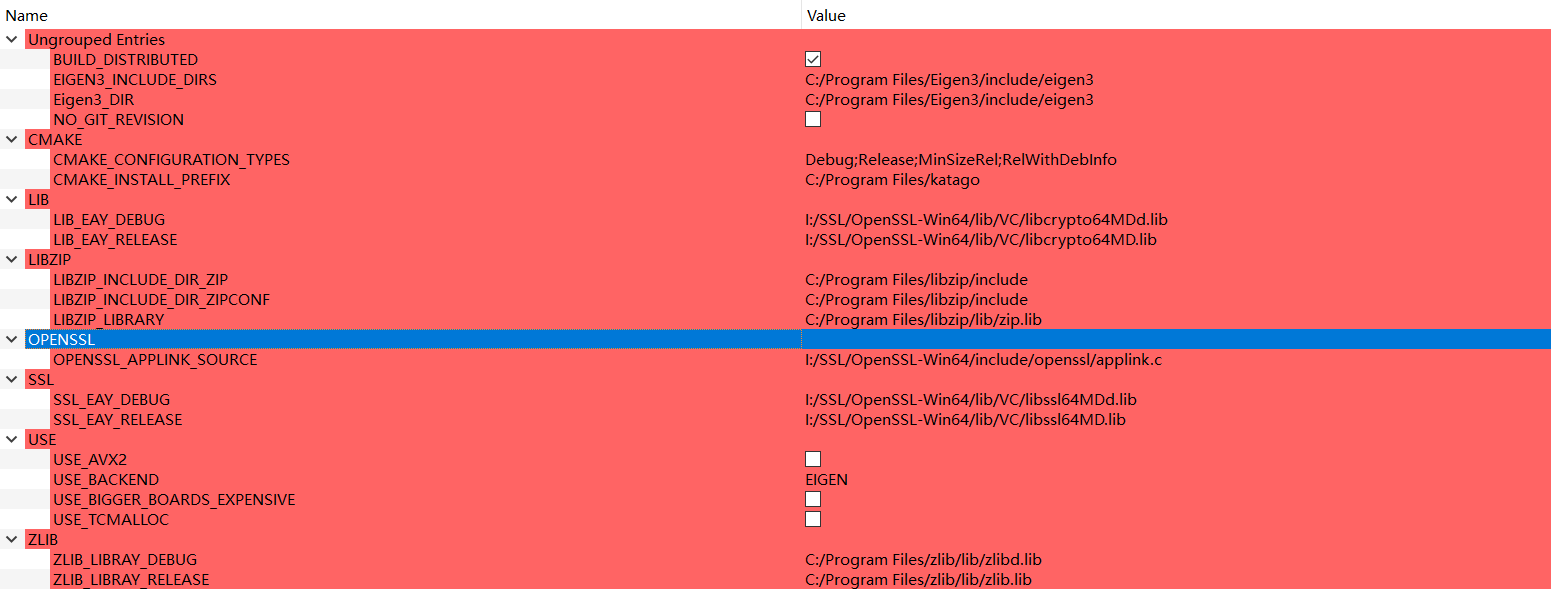 Name Value
Ungrouped Entries
BUILD_DISTRIBUTED
EIGEN3_INCLUDE_DIRS C:/Program Files/Eigen3/include/eigen3
Eigen3_DIR C:/Program Files/Eigen3/include/eigen3
NO_GIT_REVISION
CMAKE
CMAKE_CONFIGURATION_TYPES Debug;Release;MinSizeRel;RelWithDebInfo
CMAKE_INSTALL_PREFIX C:/Program Files/katago
LIB
LIB_EAY_DEBUG I:/SSL/OpenSSL-Win64/lib/VC/libcrypto64MDd.lib
LIB_EAY_RELEASE I:/SSL/OpenSSL-Win64/lib/VC/libcrypto64MD.lib
LIBZIP
LIBZIP_INCLUDE_DIR_ZIP C:/Program Files/libzip/include
LIBZIP_INCLUDE_DIR_ZIPCONF C:/Program Files/libzip/include
LIBZIP_LIBRARY C:/Program Files/libzip/lib/zip.lib
OPENSSL
OPENSSL_APPLINK_SOURCE I:/SSL/OpenSSL-Win64/include/openssl/applink.c
SSL
SSL_EAY_DEBUG I:/SSL/OpenSSL-Win64/lib/VC/libssl64MDd.lib
SSL_EAY_RELEASE I:/SSL/OpenSSL-Win64/lib/VC/libssl64MD.lib
USE
USE_AVX2
USE_BACKEND EIGEN
USE_BIGGER_BOARDS_EXPENSIVE
USE_TCMALLOC
ZLIB
ZLIB_LIBRAY_DEBUG C:/Program Files/zlib/lib/zlibd.lib
ZLIB_LIBRAY_RELEASE C:/Program Files/zlib/lib/zlib.lib